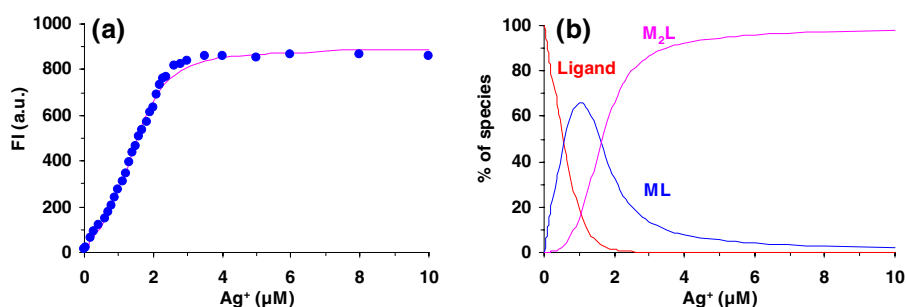 (a)
FI (a.u.)
1000
800
600
400
200
0
0 2 4 6 8 10
Ag⁺ (µM)
(b)
% of species
100
80
60
40
20
0
M₂L
Ligand
ML
0 2 4 6 8 10
Ag⁺ (µM)